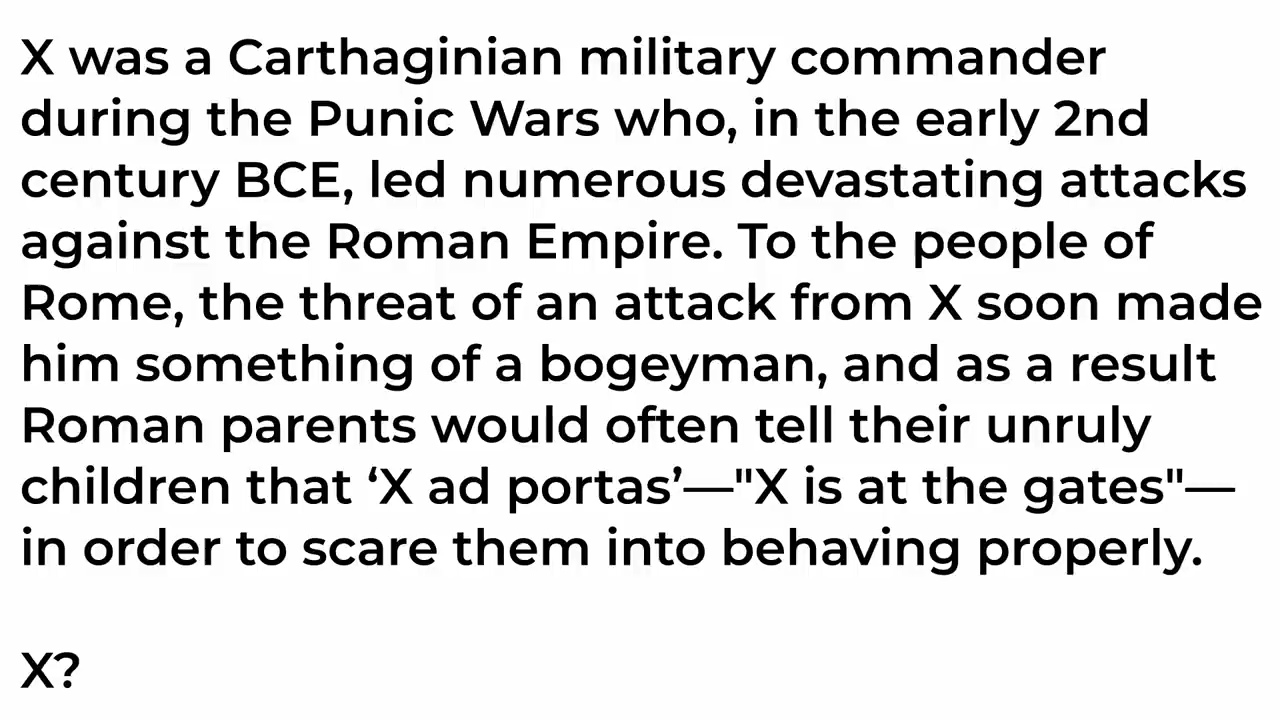 X was a Carthaginian military commander
during the Punic Wars who, in the early 2nd
century BCE, led numerous devastating attacks
against the Roman Empire. To the people of
Rome, the threat of an attack from X soon made
him something of a bogeyman, and as a result
Roman parents would often tell their unruly
children that ‘X ad portas’—"X is at the gates"—
in order to scare them into behaving properly.
X?